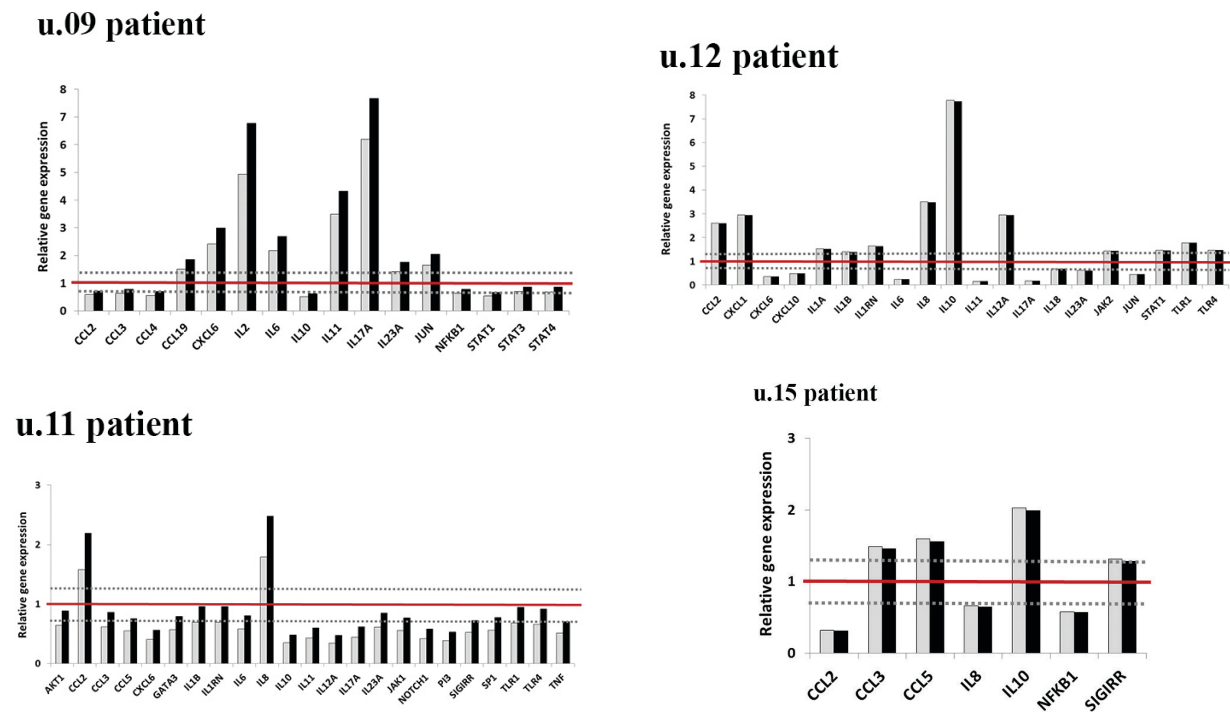 u.09 patient
Relative gene expression
8
7
6
5
4
3
2
1
0
CCL2 CCL3 CCL4 CCL19 CXCL6 IL2 IL6 IL10 IL11 IL17A IL23A JUN NFKB1 STAT1 STAT3 STAT4
u.12 patient
Relative gene expression
8
7
6
5
4
3
2
1
0
CCL2 CXCL1 CXCL6 CXCL10 IL1A IL1B IL1RN IL6 IL8 IL10 IL11 IL12A IL17A IL18 IL23A JAK2 JUN STAT1 TLR1 TLR4
u.11 patient
Relative gene expression
3
2
1
0
AKT1 CCL2 CCL3 CCL5 CXCL6 GATA3 IL1B IL1RN IL6 IL8 IL10 IL11 IL12A IL17A IL23A JAK1 NOTCH1 PI3 SIGIRR SP1 TLR1 TLR4 TNF
u.15 patient
Relative gene expression
3
2
1
0
CCL2 CCL3 CCL5 IL8 IL10 NFKB1 SIGIRR